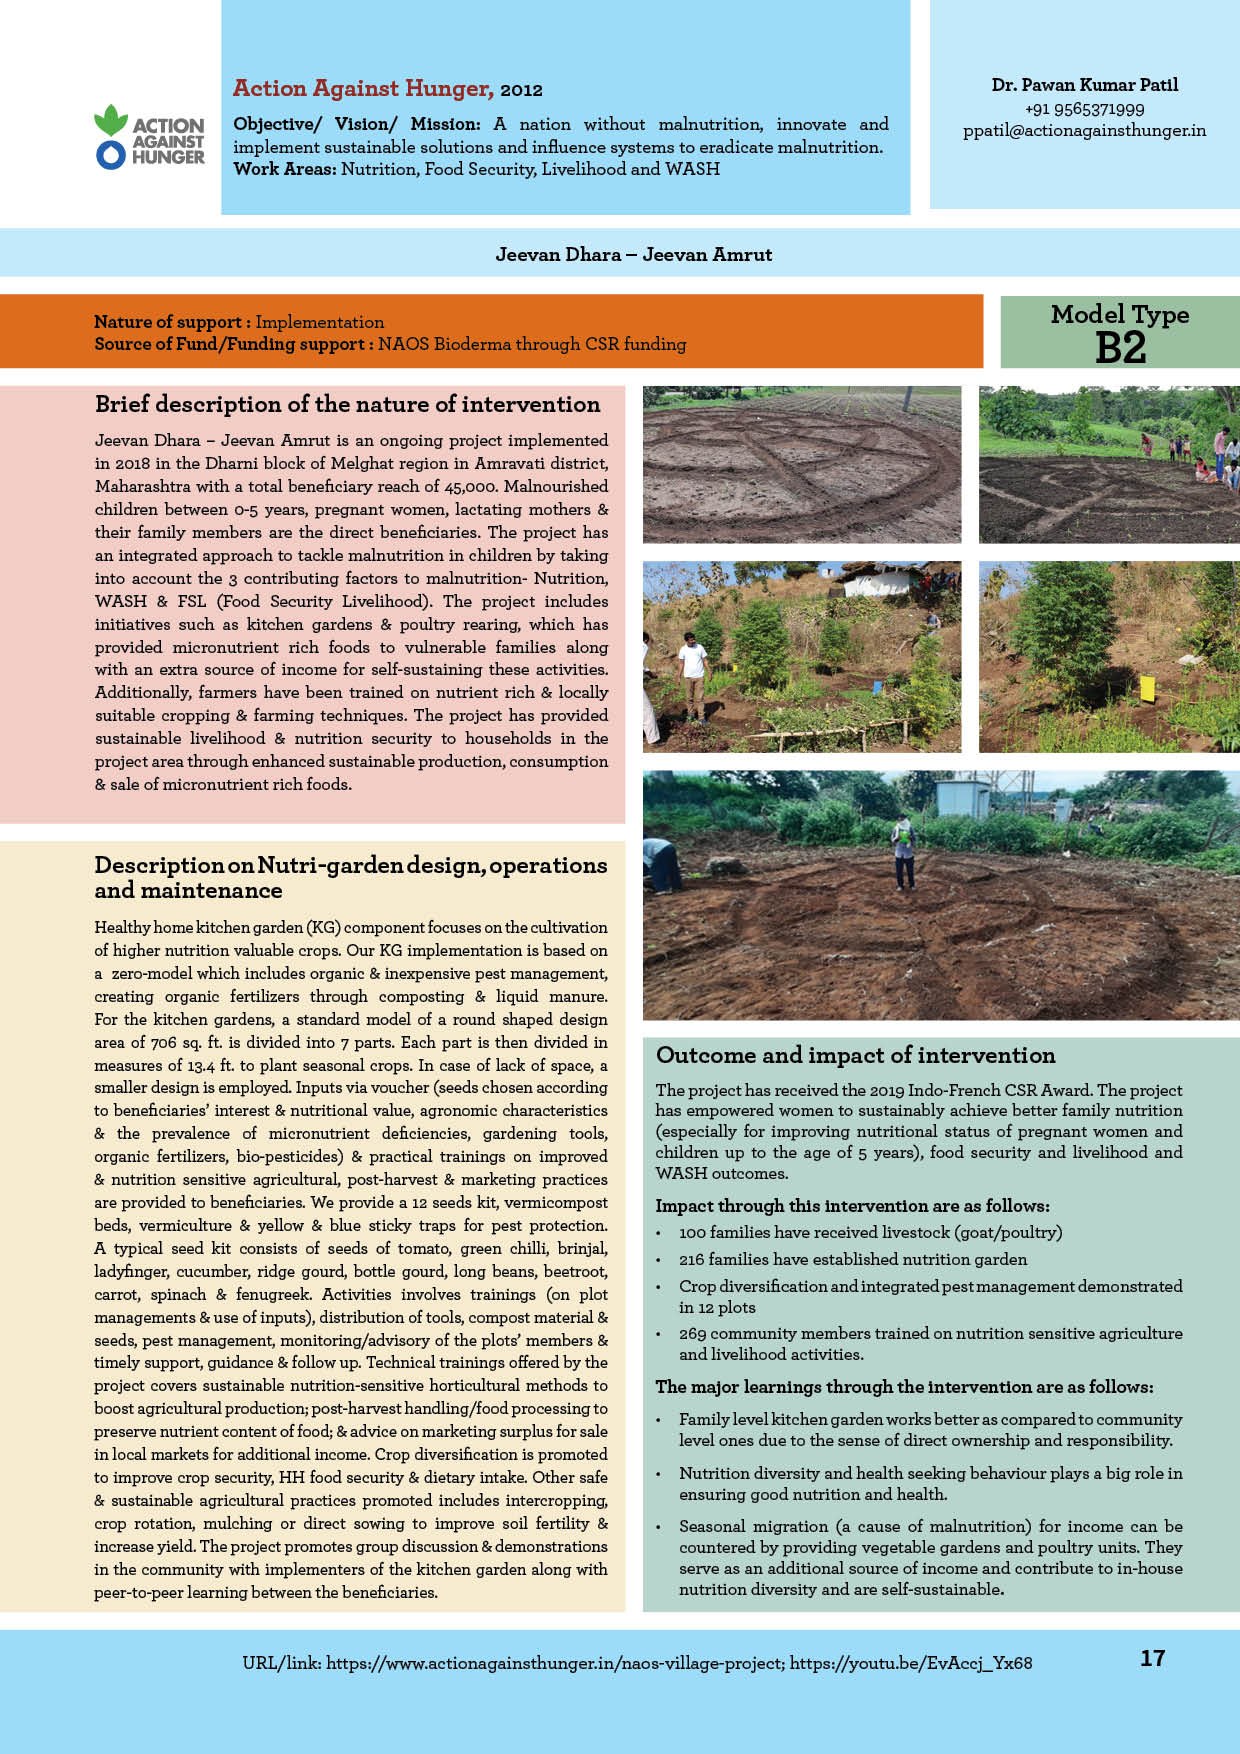 ACTION
AGAINST
HUNGER
Action Against Hunger, 2012
Objective/ Vision/ Mission: A nation without malnutrition, innovate and
implement sustainable solutions and influence systems to eradicate malnutrition.
Work Areas: Nutrition, Food Security, Livelihood and WASH
Dr. Pawan Kumar Patil
+91 9565371999
ppatil@actionagainsthunger.in
Jeevan Dhara – Jeevan Amrut
Nature of support : Implementation
Source of Fund/Funding support : NAOS Bioderma through CSR funding
Model Type
B2
Brief description of the nature of intervention
Jeevan Dhara – Jeevan Amrut is an ongoing project implemented
in 2018 in the Dharni block of Melghat region in Amravati district,
Maharashtra with a total beneficiary reach of 45,000. Malnourished
children between 0-5 years, pregnant women, lactating mothers &
their family members are the direct beneficiaries. The project has
an integrated approach to tackle malnutrition in children by taking
into account the 3 contributing factors to malnutrition- Nutrition,
WASH & FSL (Food Security Livelihood). The project includes
initiatives such as kitchen gardens & poultry rearing, which has
provided micronutrient rich foods to vulnerable families along
with an extra source of income for self-sustaining these activities.
Additionally, farmers have been trained on nutrient rich & locally
suitable cropping & farming techniques. The project has provided
sustainable livelihood & nutrition security to households in the
project area through enhanced sustainable production, consumption
& sale of micronutrient rich foods.
Description on Nutri-garden design, operations
and maintenance
Healthy home kitchen garden (KG) component focuses on the cultivation
of higher nutrition valuable crops. Our KG implementation is based on
a zero-model which includes organic & inexpensive pest management,
creating organic fertilizers through composting & liquid manure.
For the kitchen gardens, a standard model of a round shaped design
area of 706 sq. ft. is divided into 7 parts. Each part is then divided in
measures of 13.4 ft. to plant seasonal crops. In case of lack of space, a
smaller design is employed. Inputs via voucher (seeds chosen according
to beneficiaries’ interest & nutritional value, agronomic characteristics
& the prevalence of micronutrient deficiencies, gardening tools,
organic fertilizers, bio-pesticides) & practical trainings on improved
& nutrition sensitive agricultural, post-harvest & marketing practices
are provided to beneficiaries. We provide a 12 seeds kit, vermicompost
beds, vermiculture & yellow & blue sticky traps for pest protection.
A typical seed kit consists of seeds of tomato, green chilli, brinjal,
ladyfinger, cucumber, ridge gourd, bottle gourd, long beans, beetroot,
carrot, spinach & fenugreek. Activities involves trainings (on plot
managements & use of inputs), distribution of tools, compost material &
seeds, pest management, monitoring/advisory of the plots’ members &
timely support, guidance & follow up. Technical trainings offered by the
project covers sustainable nutrition-sensitive horticultural methods to
boost agricultural production; post-harvest handling/food processing to
preserve nutrient content of food; & advice on marketing surplus for sale
in local markets for additional income. Crop diversification is promoted
to improve crop security, HH food security & dietary intake. Other safe
& sustainable agricultural practices promoted includes intercropping,
crop rotation, mulching or direct sowing to improve soil fertility &
increase yield. The project promotes group discussion & demonstrations
in the community with implementers of the kitchen garden along with
peer-to-peer learning between the beneficiaries.
Outcome and impact of intervention
The project has received the 2019 Indo-French CSR Award. The project
has empowered women to sustainably achieve better family nutrition
(especially for improving nutritional status of pregnant women and
children up to the age of 5 years), food security and livelihood and
WASH outcomes.
Impact through this intervention are as follows:
• 100 families have received livestock (goat/poultry)
• 216 families have established nutrition garden
• Crop diversification and integrated pest management demonstrated
in 12 plots
• 269 community members trained on nutrition sensitive agriculture
and livelihood activities.
The major learnings through the intervention are as follows:
• Family level kitchen garden works better as compared to community
level ones due to the sense of direct ownership and responsibility.
• Nutrition diversity and health seeking behaviour plays a big role in
ensuring good nutrition and health.
• Seasonal migration (a cause of malnutrition) for income can be
countered by providing vegetable gardens and poultry units. They
serve as an additional source of income and contribute to in-house
nutrition diversity and are self-sustainable.
URL/link: https://www.actionagainsthunger.in/naos-village-project; https://youtu.be/EvAccj_Yx68
17